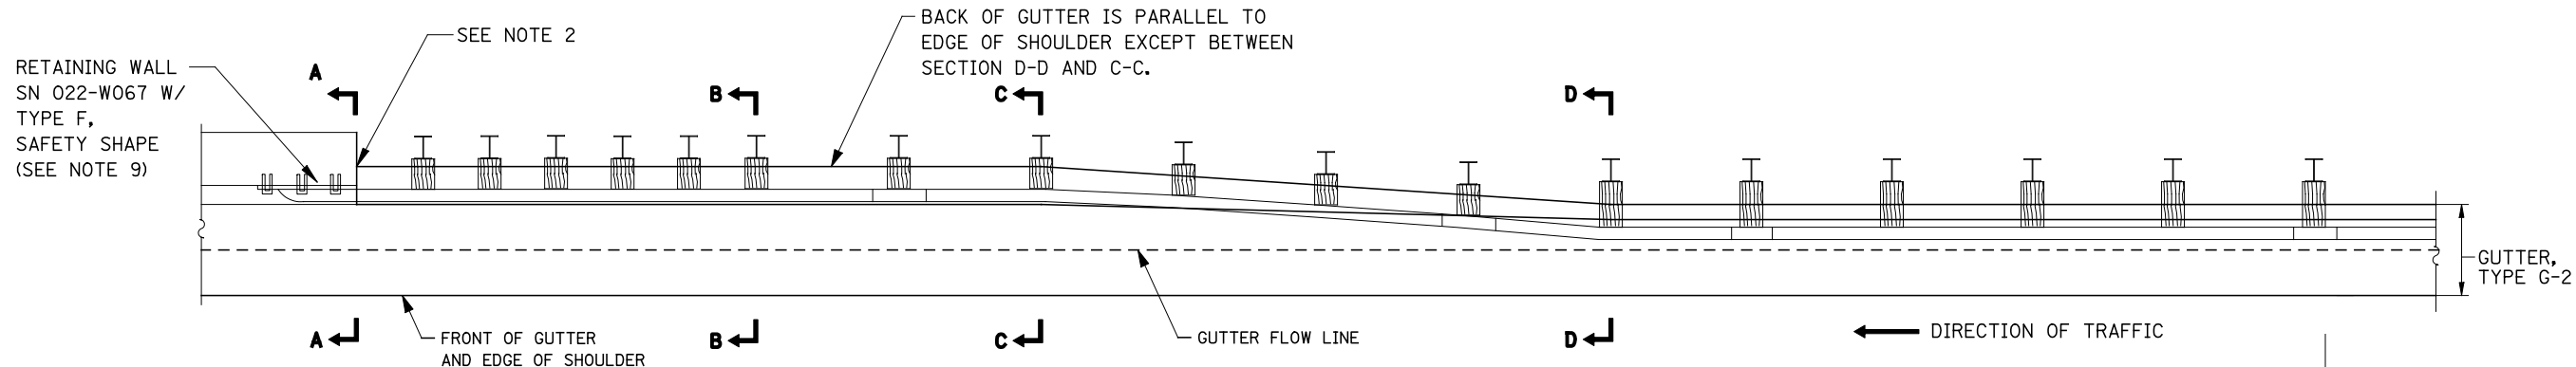 RETAINING WALL
SN 022-W067 W/
TYPE F,
SAFETY SHAPE
(SEE NOTE 9)
SEE NOTE 2
BACK OF GUTTER IS PARALLEL TO
EDGE OF SHOULDER EXCEPT BETWEEN
SECTION D-D AND C-C.
A
B
C
D
A
B
C
D
FRONT OF GUTTER
AND EDGE OF SHOULDER
GUTTER FLOW LINE
DIRECTION OF TRAFFIC
GUTTER,
TYPE G-2